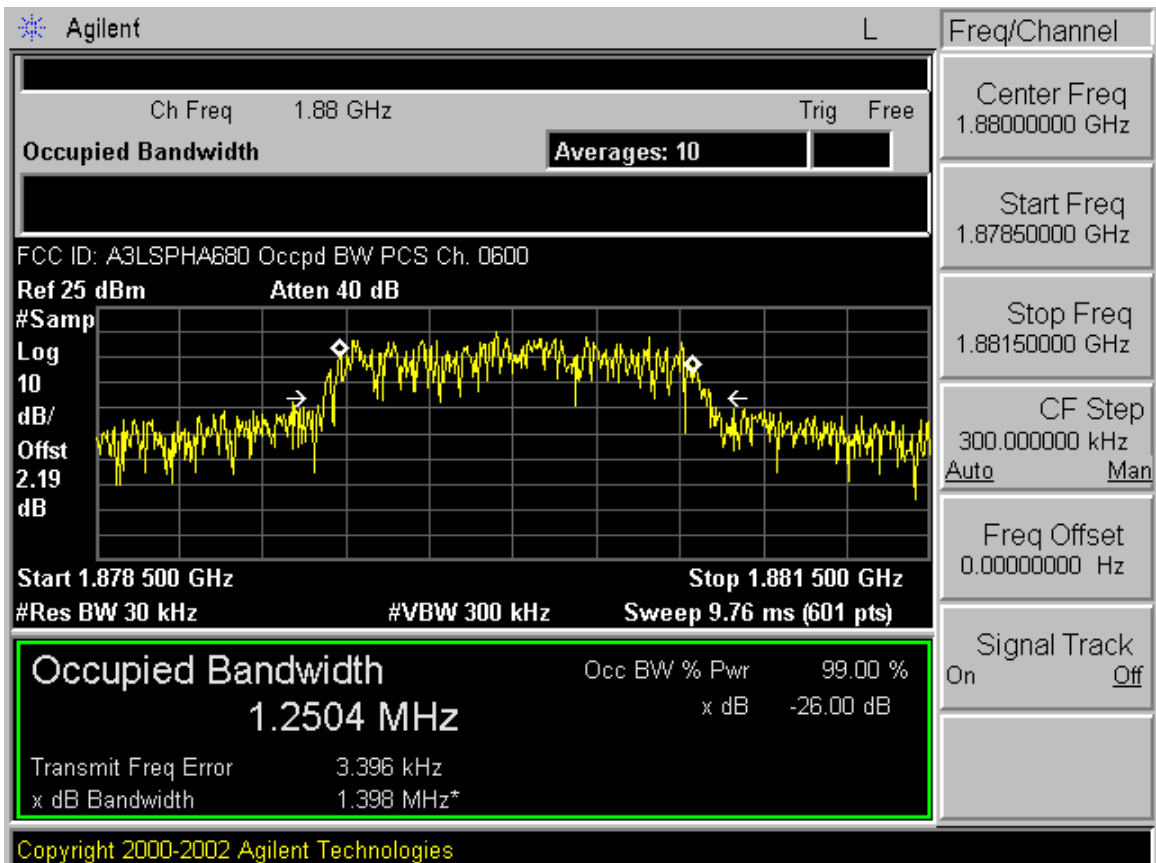 Agilent L
Freq/Channel
Ch Freq 1.88 GHz Trig Free
Occupied Bandwidth Averages: 10
FCC ID: A3LSPHA680 Occpd BW PCS Ch. 0600
Ref 25 dBm Atten 40 dB
#Samp
Log
10
dB/
Offst
2.19
dB
Start 1.878 500 GHz Stop 1.881 500 GHz
#Res BW 30 kHz #VBW 300 kHz Sweep 9.76 ms (601 pts)
Occupied Bandwidth Occ BW % Pwr 99.00 %
1.2504 MHz x dB -26.00 dB
Transmit Freq Error 3.396 kHz
x dB Bandwidth 1.398 MHz*
Copyright 2000-2002 Agilent Technologies
Center Freq
1.88000000 GHz
Start Freq
1.87850000 GHz
Stop Freq
1.88150000 GHz
CF Step
300.000000 kHz
Auto Man
Freq Offset
0.00000000 Hz
Signal Track
On Off